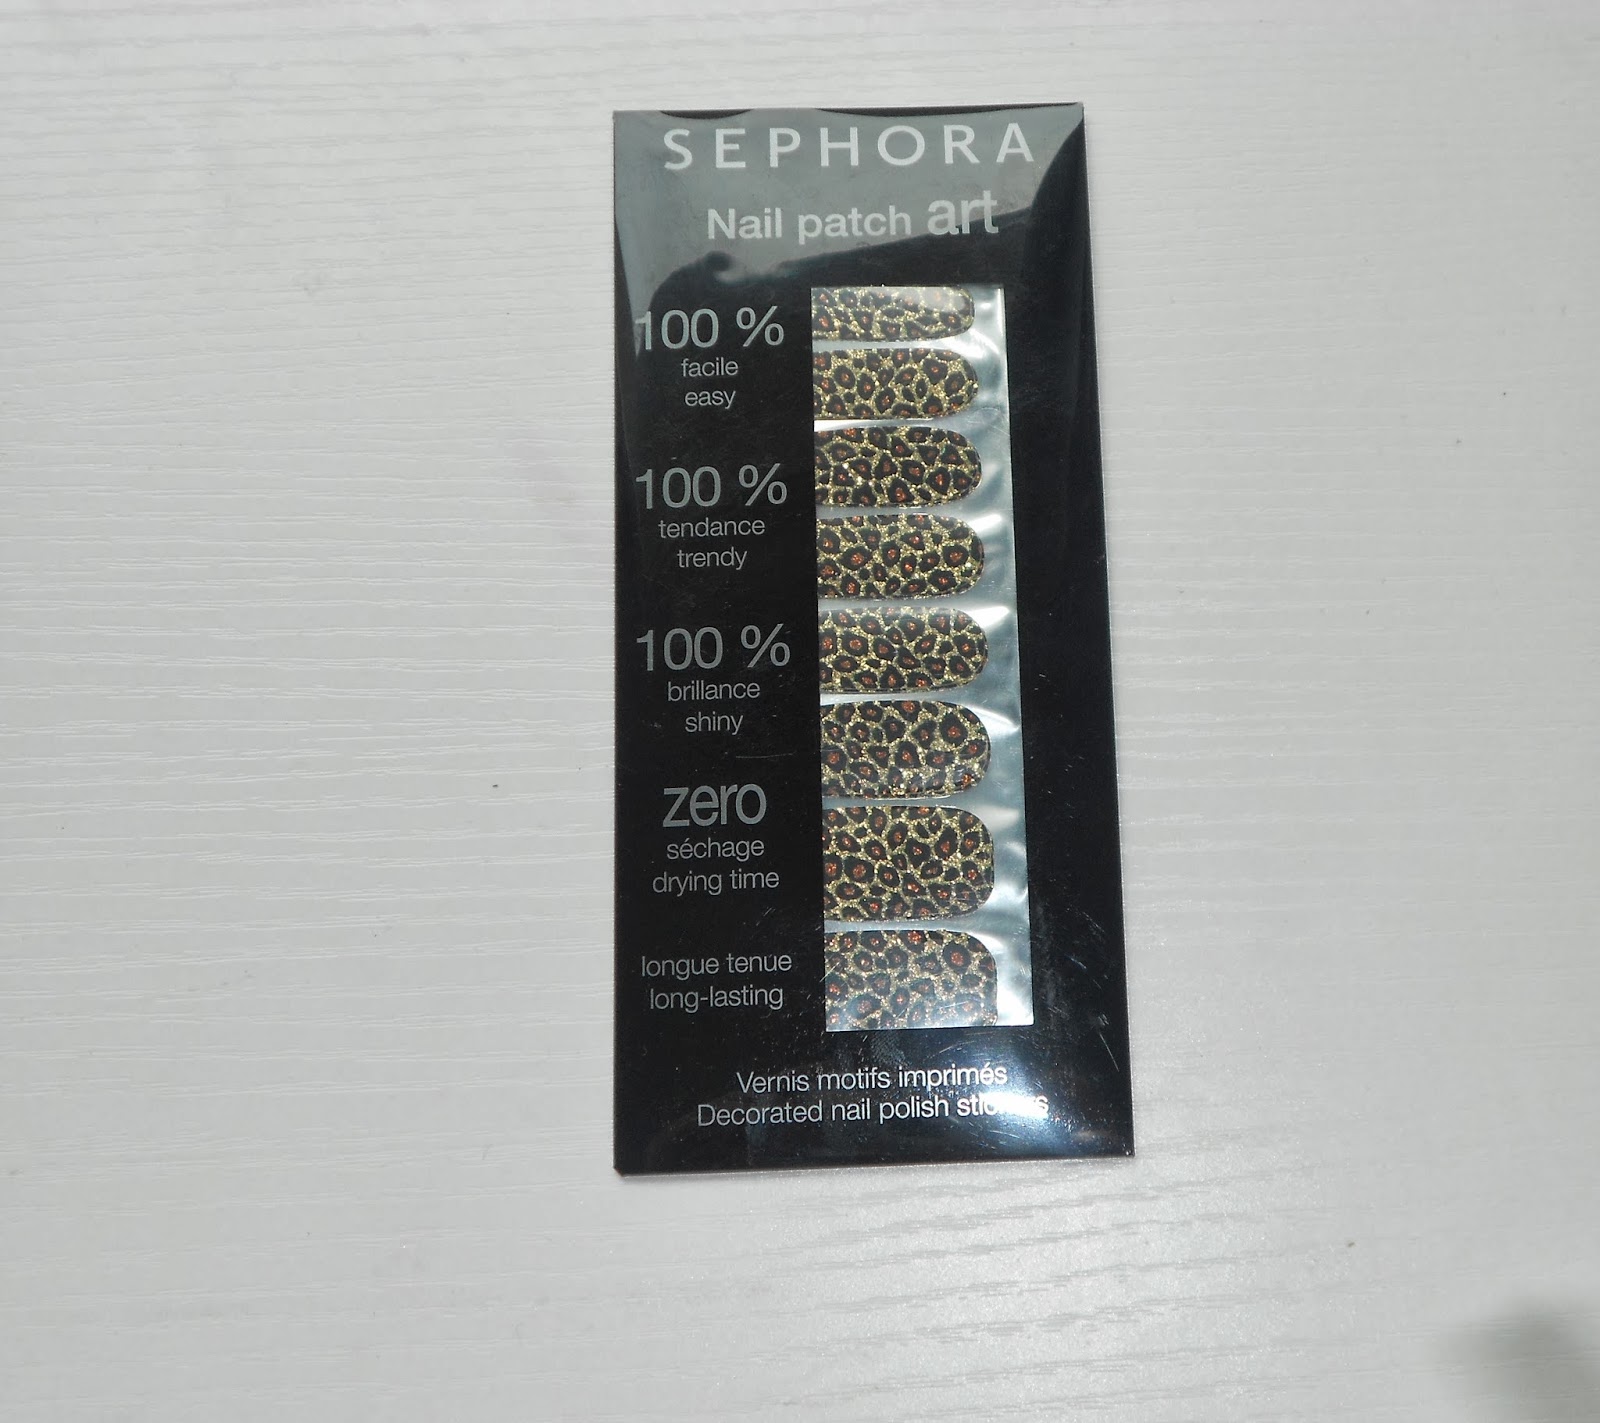 SEPHORA
Nail patch art
100 %
facile
easy
100 %
tendance
trendy
100 %
brillance
shiny
zero
séchage
drying time
longue tenue
long-lasting
Vernis motifs imprimés
Decorated nail polish stickers